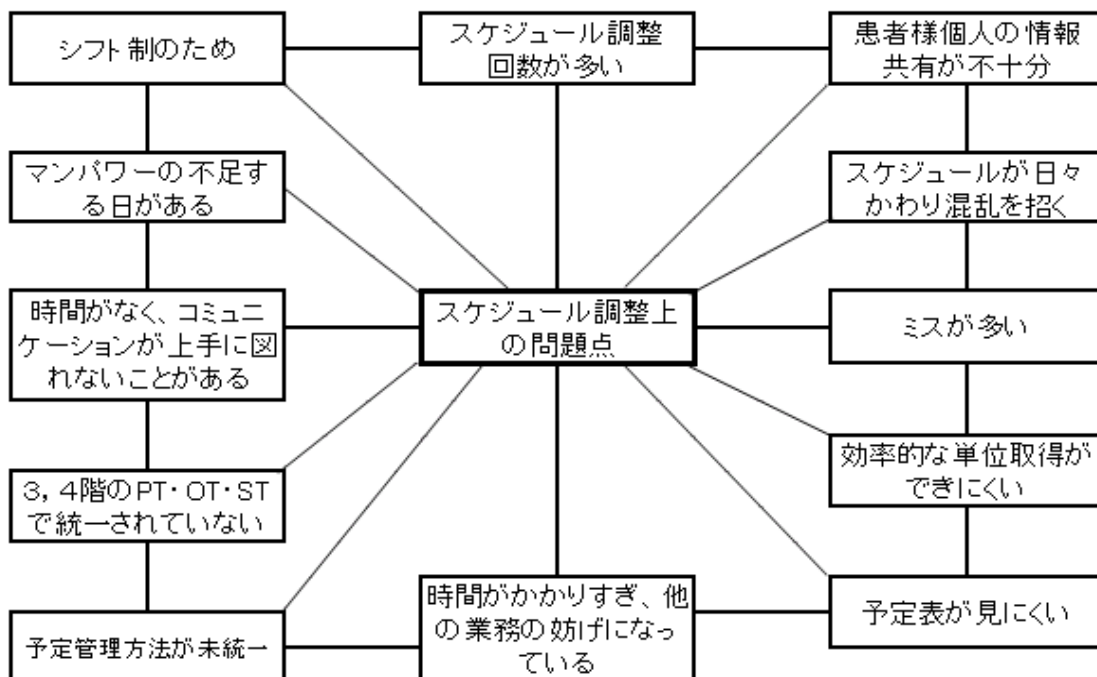 シフト制のため
スケジュール調整
回数が多い
患者様個人の情報
共有が不十分
マンパワーの不足す
る日がある
スケジュールが日々
かわり混乱を招く
時間がなく、コミュニ
ケーションが上手に図
れないことがある
スケジュール調整上
の問題点
ミスが多い
3，4階のPT・OT・ST
で統一されていない
効率的な単位取得が
できにくい
予定管理方法が未統一
時間がかかりすぎ、他
の業務の妨げになっ
ている
予定表が見にくい